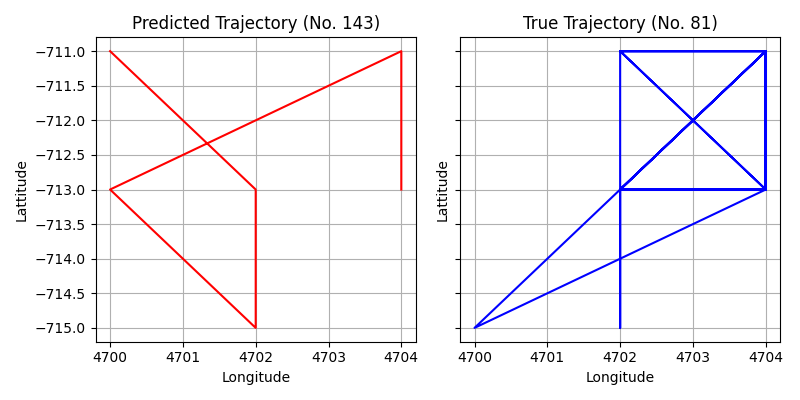 Predicted Trajectory (No. 143)
True Trajectory (No. 81)
−711.0
−711.5
−712.0
−712.5
−713.0
−713.5
−714.0
−714.5
−715.0
Lattitude
Lattitude
4700 4701 4702 4703 4704
4700 4701 4702 4703 4704
Longitude
Longitude